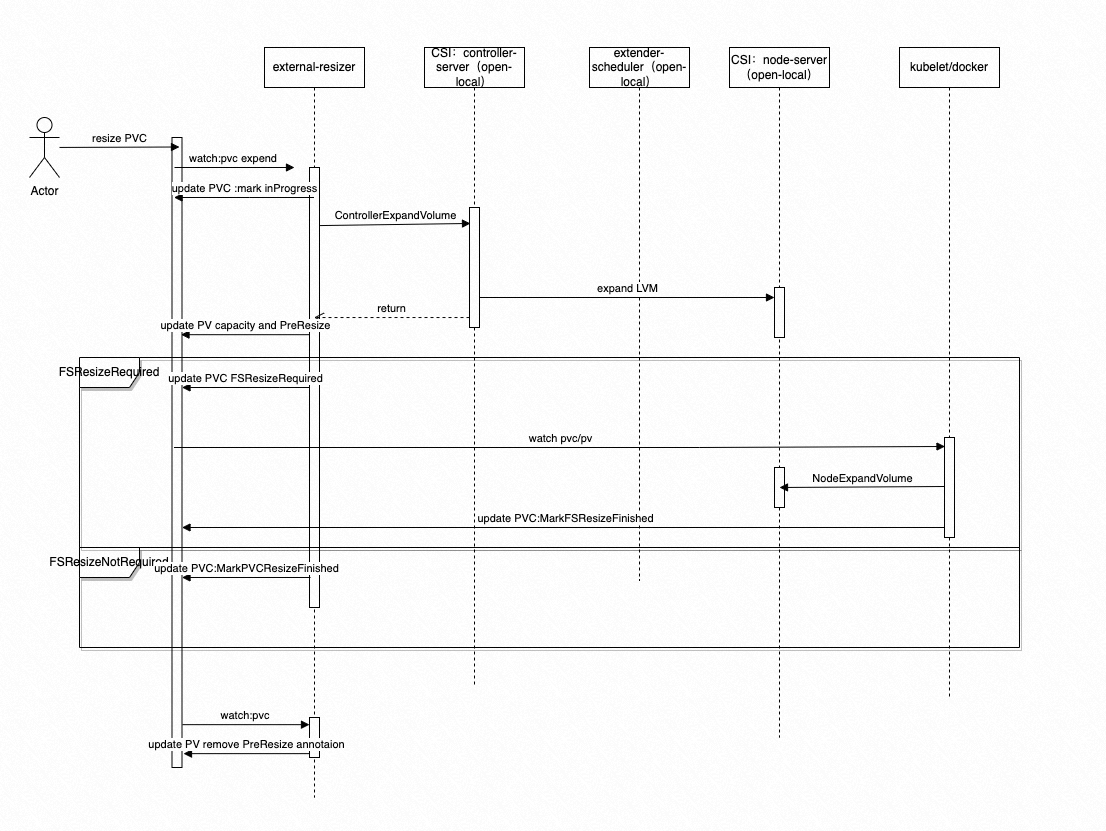 external-resizer
CSI：controller-
server（open-
local）
extender-
scheduler（open-
local）
CSI：node-server
（open-local）
kubelet/docker
Actor
resize PVC
watch:pvc expend
update PVC :mark inProgress
ControllerExpandVolume
expand LVM
return
update PV capacity and PreResize
FSResizeRequired
update PVC FSResizeRequired
watch pvc/pv
NodeExpandVolume
update PVC:MarkFSResizeFinished
FSResizeNotRequired
update PVC:MarkPVCResizeFinished
watch:pvc
update PV remove PreResize annotaion